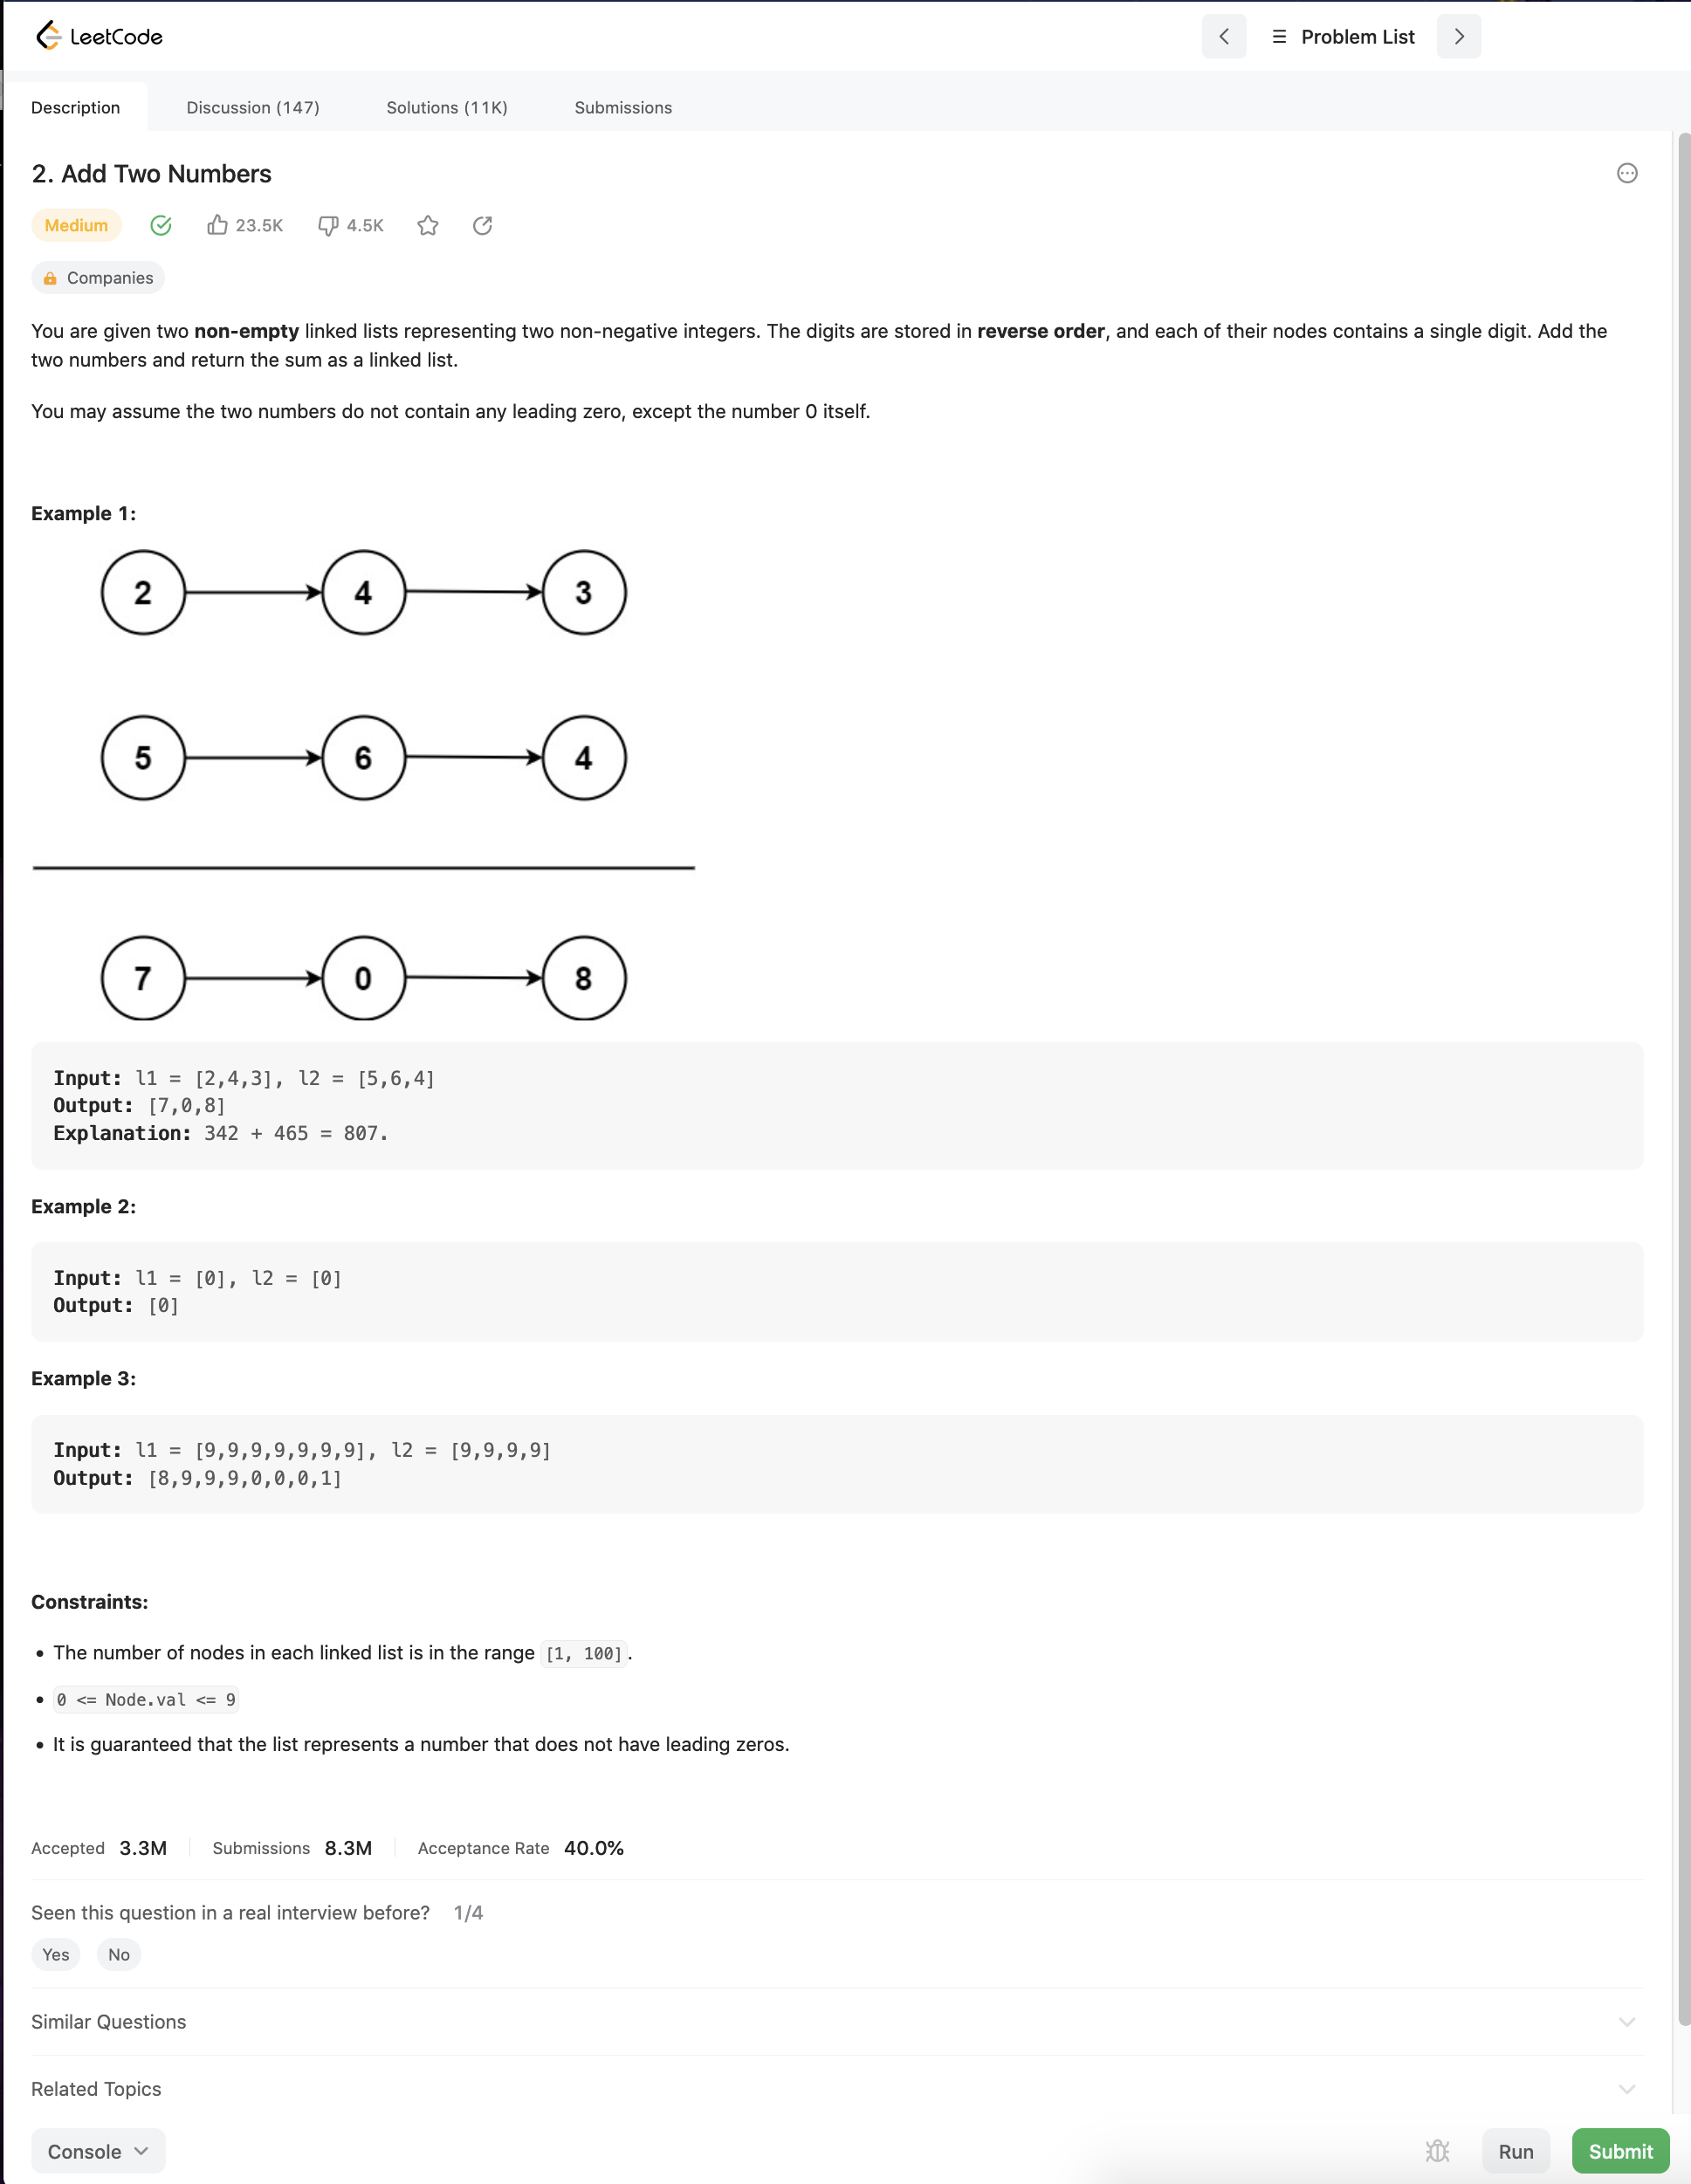 LeetCode
Problem List
Description Discussion (147) Solutions (11K) Submissions
2. Add Two Numbers
Medium 23.5K 4.5K
Companies
You are given two non-empty linked lists representing two non-negative integers. The digits are stored in reverse order, and each of their nodes contains a single digit. Add the
two numbers and return the sum as a linked list.
You may assume the two numbers do not contain any leading zero, except the number 0 itself.
Example 1:
2 4 3
5 6 4
7 0 8
Input: l1 = [2,4,3], l2 = [5,6,4]
Output: [7,0,8]
Explanation: 342 + 465 = 807.
Example 2:
Input: l1 = [0], l2 = [0]
Output: [0]
Example 3:
Input: l1 = [9,9,9,9,9,9,9], l2 = [9,9,9,9]
Output: [8,9,9,9,0,0,0,1]
Constraints:
• The number of nodes in each linked list is in the range [1, 100].
• 0 <= Node.val <= 9
• It is guaranteed that the list represents a number that does not have leading zeros.
Accepted 3.3M Submissions 8.3M Acceptance Rate 40.0%
Seen this question in a real interview before? 1/4
Yes No
Similar Questions
Related Topics
Console Run Submit